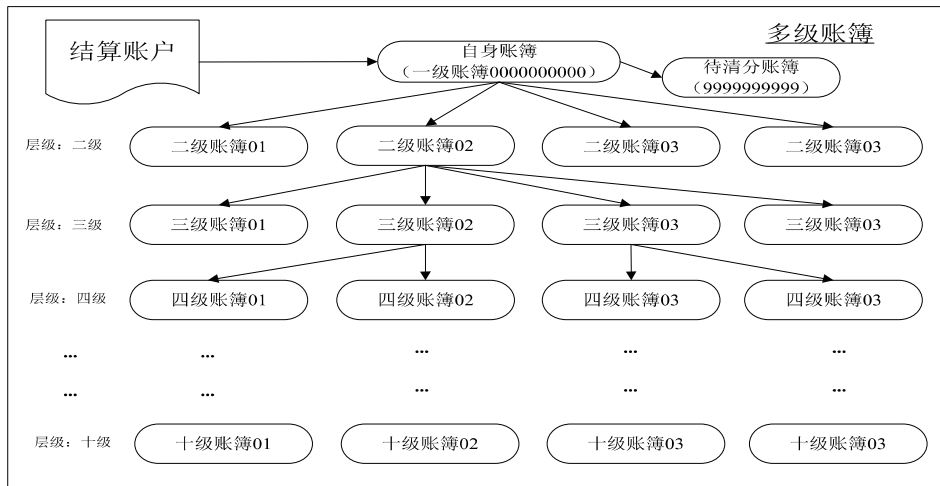 多级账簿
结算账户
自身账簿
（一级账簿0000000000）
待清分账簿
（9999999999）
层级：二级
二级账簿01
二级账簿02
二级账簿03
二级账簿03
层级：三级
三级账簿01
三级账簿02
三级账簿03
三级账簿03
层级：四级
四级账簿01
四级账簿02
四级账簿03
四级账簿03
... ... ... ... ...
... ... ... ... ...
层级：十级
十级账簿01
十级账簿02
十级账簿03
十级账簿03